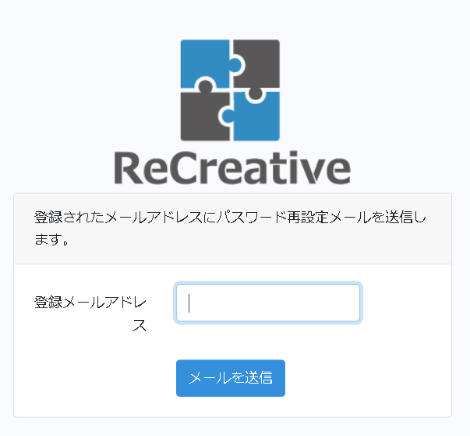 ReCreative
登録されたメールアドレスにパスワード再設定メールを送信し
ます。
登録メールアドレ
ス
メールを送信